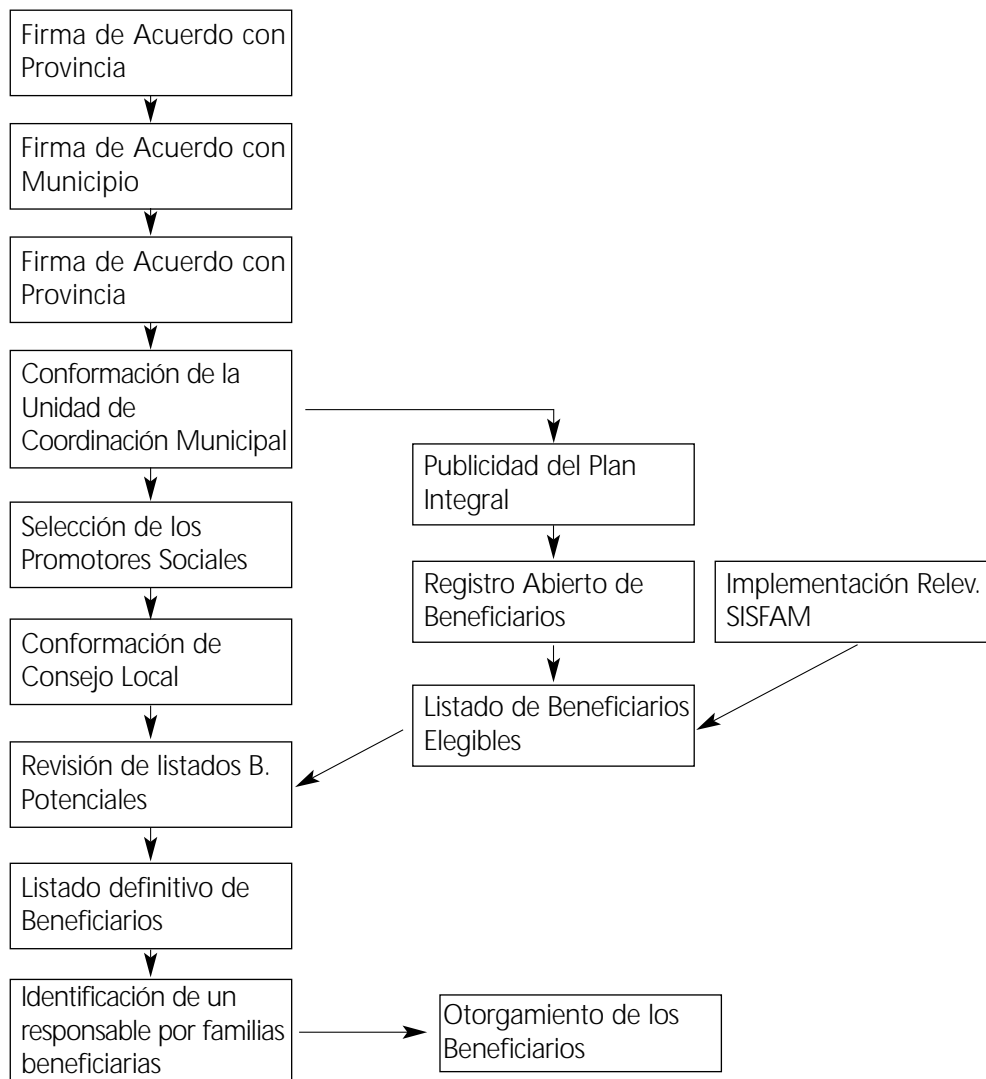 Firma de Acuerdo con
Provincia
Firma de Acuerdo con
Municipio
Firma de Acuerdo con
Provincia
Conformación de la
Unidad de
Coordinación Municipal
Publicidad del Plan
Integral
Selección de los
Promotores Sociales
Registro Abierto de
Beneficiarios
Implementación Relev.
SISFAM
Conformación de
Consejo Local
Listado de Beneficiarios
Elegibles
Revisión de listados B.
Potenciales
Listado definitivo de
Beneficiarios
Identificación de un
responsable por familias
beneficiarias
Otorgamiento de los
Beneficiarios